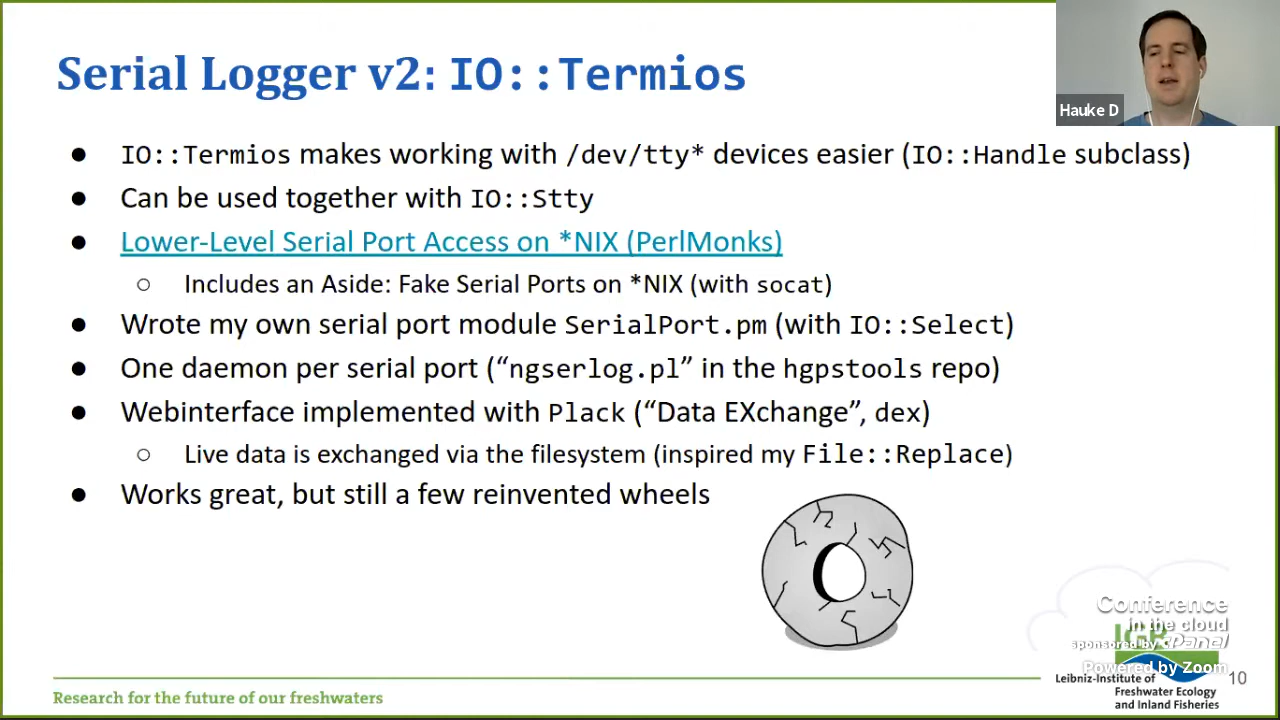 Serial Logger v2: IO::Termios
Hauke D
● IO::Termios makes working with /dev/tty* devices easier (IO::Handle subclass)
● Can be used together with IO::Stty
● Lower-Level Serial Port Access on *NIX (PerlMonks)
○ Includes an Aside: Fake Serial Ports on *NIX (with socat)
● Wrote my own serial port module SerialPort.pm (with IO::Select)
● One daemon per serial port (“ngserlog.pl” in the hgpstools repo)
● Webinterface implemented with Plack (“Data EXchange”, dex)
○ Live data is exchanged via the filesystem (inspired my File::Replace)
● Works great, but still a few reinvented wheels
Conference
in the cloud
IGB
sponsored by cPanel
Powered by Zoom
Leibniz-Institute of
Freshwater Ecology
and Inland Fisheries
10
Research for the future of our freshwaters